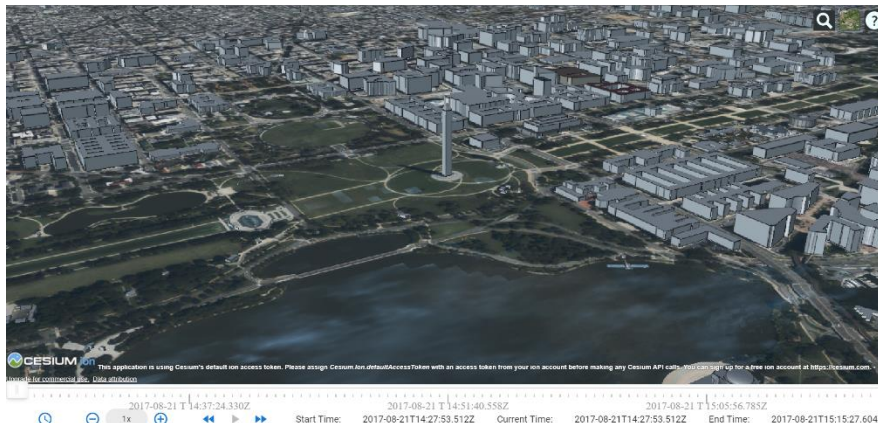 ?
CESIUM ion This application is using Cesium's default ion access token. Please assign Cesium.Ion.defaultAccessToken with an access token from your ion account before making any Cesium API calls. You can sign up for a free ion account at https://cesium.com.
Upgrade for commercial use. Data attribution
2017-08-21 T 14:37:24.330Z 2017-08-21 T 14:51:40.558Z 2017-08-21 T 15:05:56.785Z
1x Start Time: 2017-08-21T14:27:53.512Z Current Time: 2017-08-21T14:27:53.512Z End Time: 2017-08-21T15:15:27.604